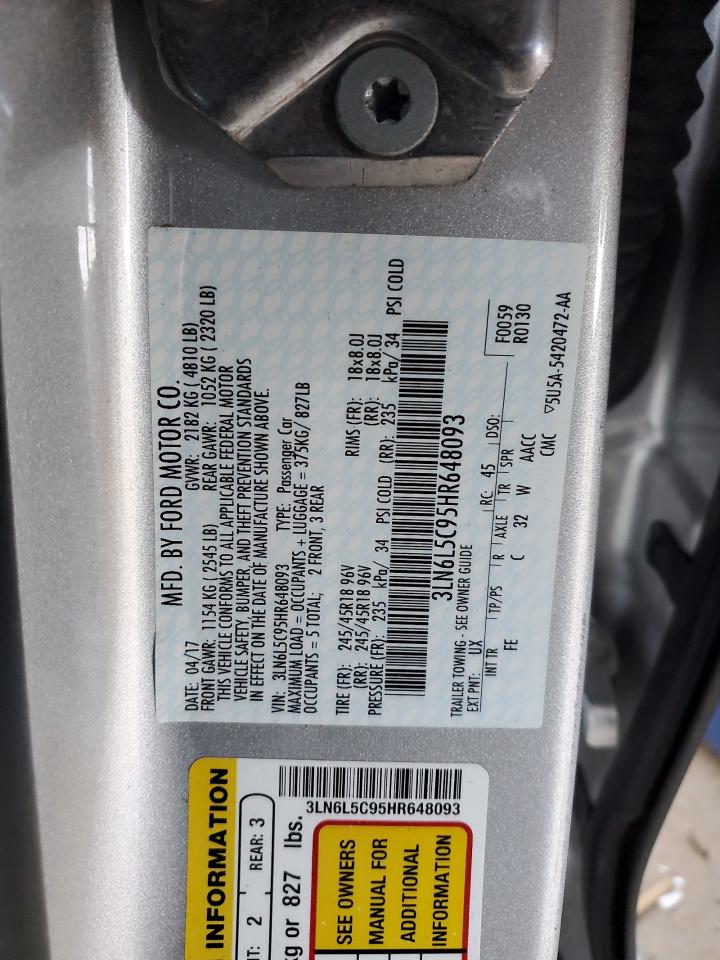 MFD. BY FORD MOTOR CO.
DATE: 04/17 GVWR: 2182 KG ( 4810 LB)
FRONT GAWR: 1154 KG ( 2545 LB) REAR GAWR: 1052 KG ( 2320 LB)
THIS VEHICLE CONFORMS TO ALL APPLICABLE FEDERAL MOTOR
VEHICLE SAFETY, BUMPER, AND THEFT PREVENTION STANDARDS
IN EFFECT ON THE DATE OF MANUFACTURE SHOWN ABOVE.
VIN: 3LN6L5C95HR648093 TYPE: Passenger Car
MAXIMUM LOAD = OCCUPANTS + LUGGAGE = 375KG/ 827LB
OCCUPANTS = 5 TOTAL; 2 FRONT, 3 REAR
TIRE (FR): 245/45R18 96V RIMS (FR): 18x8.0J
(RR): 245/45R18 96V (RR): 18x8.0J
PRESSURE (FR): 235 kPa/ 34 PSI COLD (RR): 235 kPa/ 34 PSI COLD
3LN6L5C95HR648093
TRAILER TOWING - SEE OWNER GUIDE
EXT PNT: UX RC: 45 DSO:
INT TR TP/PS R AXLE TR SPR
FE C 32 W AACC
CMC
F0059
R0130
▽5U5A-5420472-AA
INFORMATION
NT: 2 REAR: 3
kg or 827 lbs.
3LN6L5C95HR648093
SEE OWNERS
MANUAL FOR
ADDITIONAL
INFORMATION